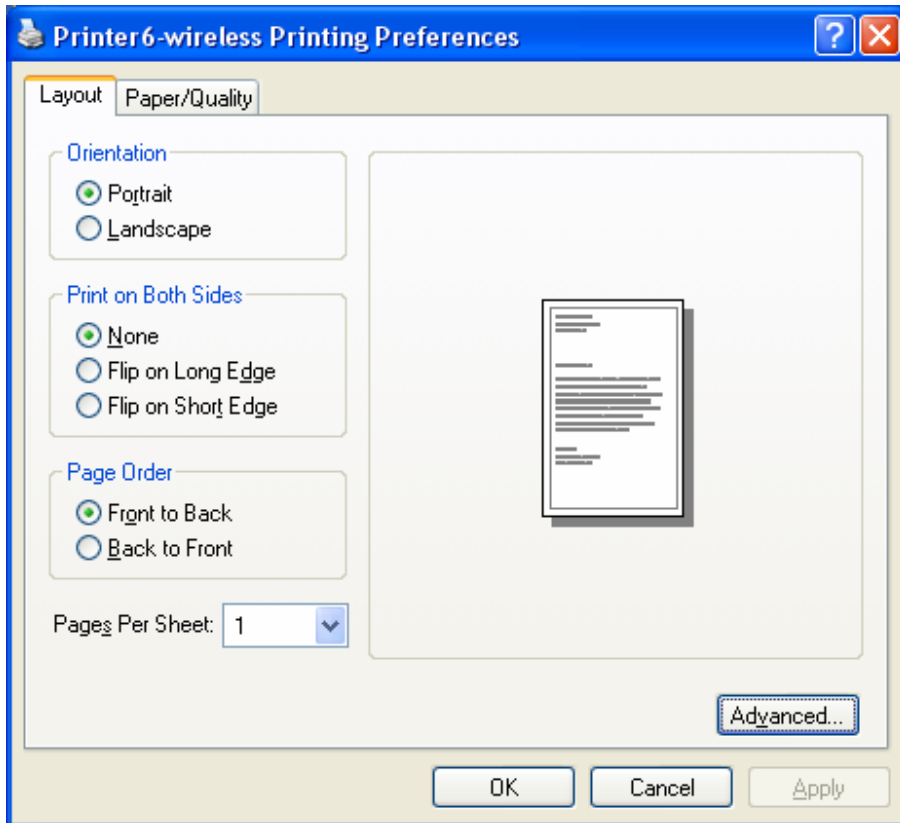 Printer6-wireless Printing Preferences
Layout
Paper/Quality
Orientation
Portrait
Landscape
Print on Both Sides
None
Flip on Long Edge
Flip on Short Edge
Page Order
Front to Back
Back to Front
Pages Per Sheet: 1
Advanced...
OK
Cancel
Apply